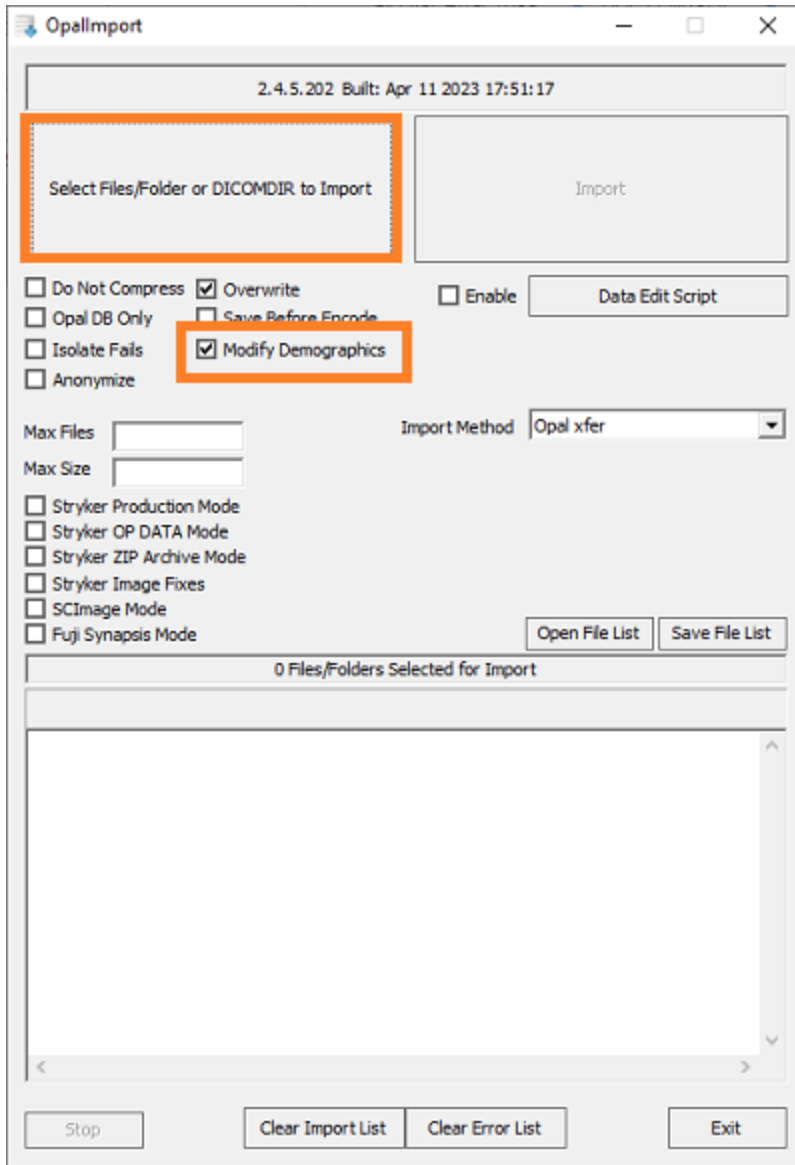 OpalImport
2.4.5.202 Built: Apr 11 2023 17:51:17
Select Files/Folder or DICOMDIR to Import
Import
Do Not Compress Overwrite
Enable Data Edit Script
Opal DB Only Save Before Encode
Isolate Fails Modify Demographics
Anonymize
Max Files
Import Method Opal xfer
Max Size
Stryker Production Mode
Stryker OP DATA Mode
Stryker ZIP Archive Mode
Stryker Image Fixes
SCImage Mode
Fuji Synapsis Mode
Open File List Save File List
0 Files/Folders Selected for Import
Stop Clear Import List Clear Error List Exit